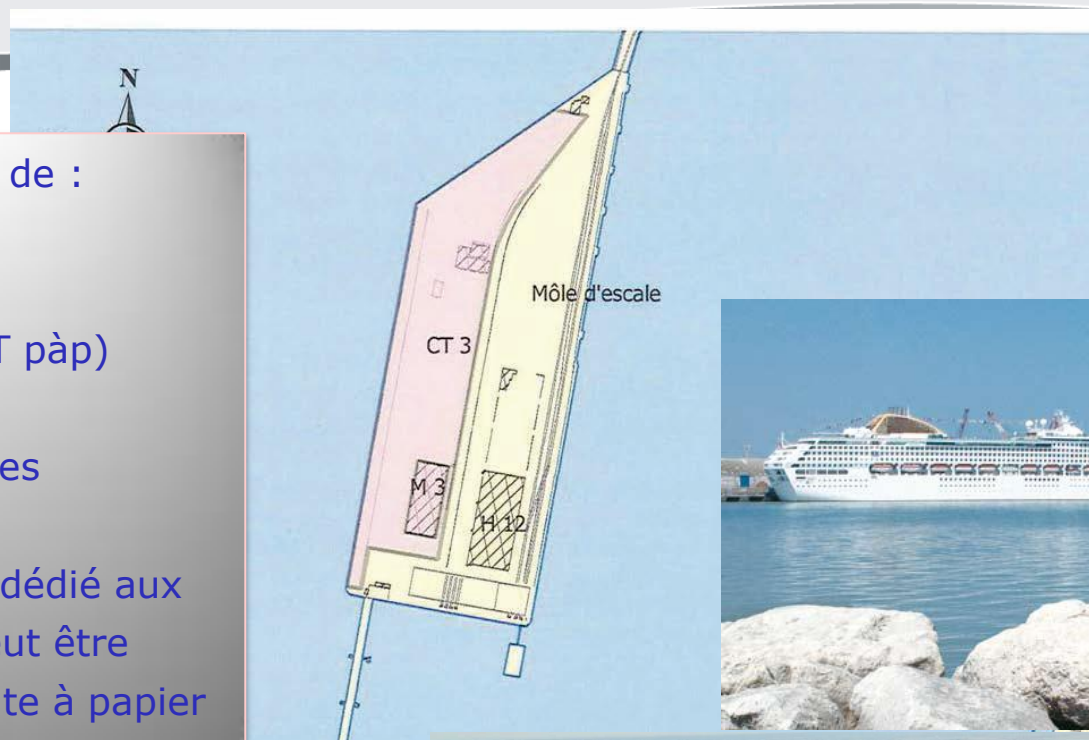 N
de :
T pàp)
es
dédié aux
ut être
te à papier
Môle d'escale
CT 3
M 3
H 12